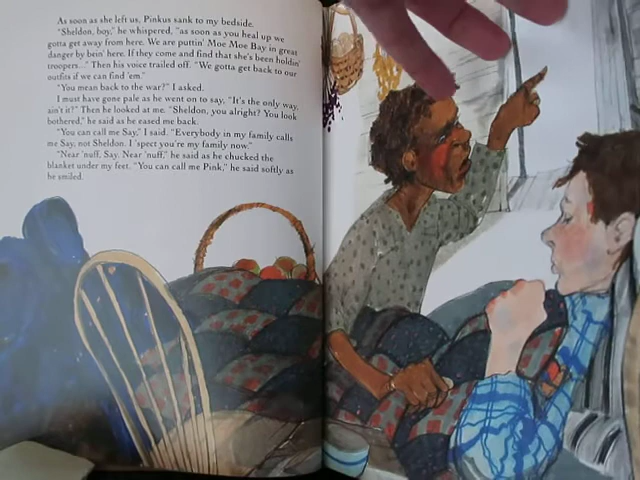 As soon as she left us, Pinkus sank to my bedside.
"Sheldon, boy," he whispered, "as soon as you heal up we
gotta get away from here. We are puttin' Moe Moe Bay in great
danger by bein' here. If they come and find that she's been holdin'
troopers..." Then his voice trailed off. "We gotta get back to our
outfits if we can find 'em."
"You mean back to the war?" I asked.
I must have gone pale as he went on to say, "It's the only way,
ain't it?" Then he looked at me. "Sheldon, you alright? You look
bothered," he said as he eased me back.
"You can call me Say," I said. "Everybody in my family calls
me Say, not Sheldon. I 'spect you're my family now."
"Near 'nuff, Say. Near 'nuff," he said as he chucked the
blanket under my feet. "You can call me Pink," he said softly as
he smiled.